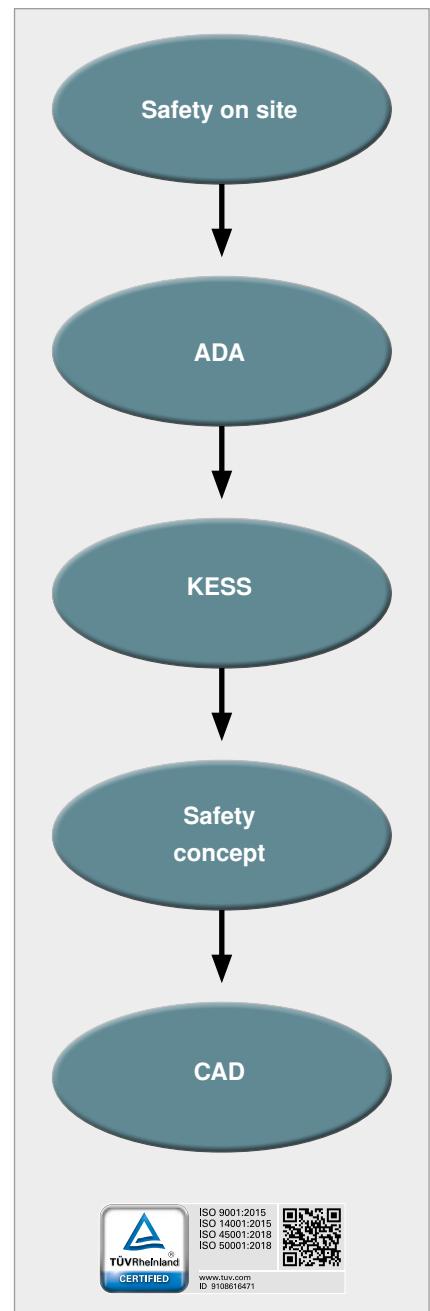 Safety on site
ADA
KESS
Safety
concept
CAD
TÜVRheinland®
CERTIFIED
ISO 9001:2015
ISO 14001:2015
ISO 45001:2018
ISO 50001:2018
www.tuv.com
ID 9108616471